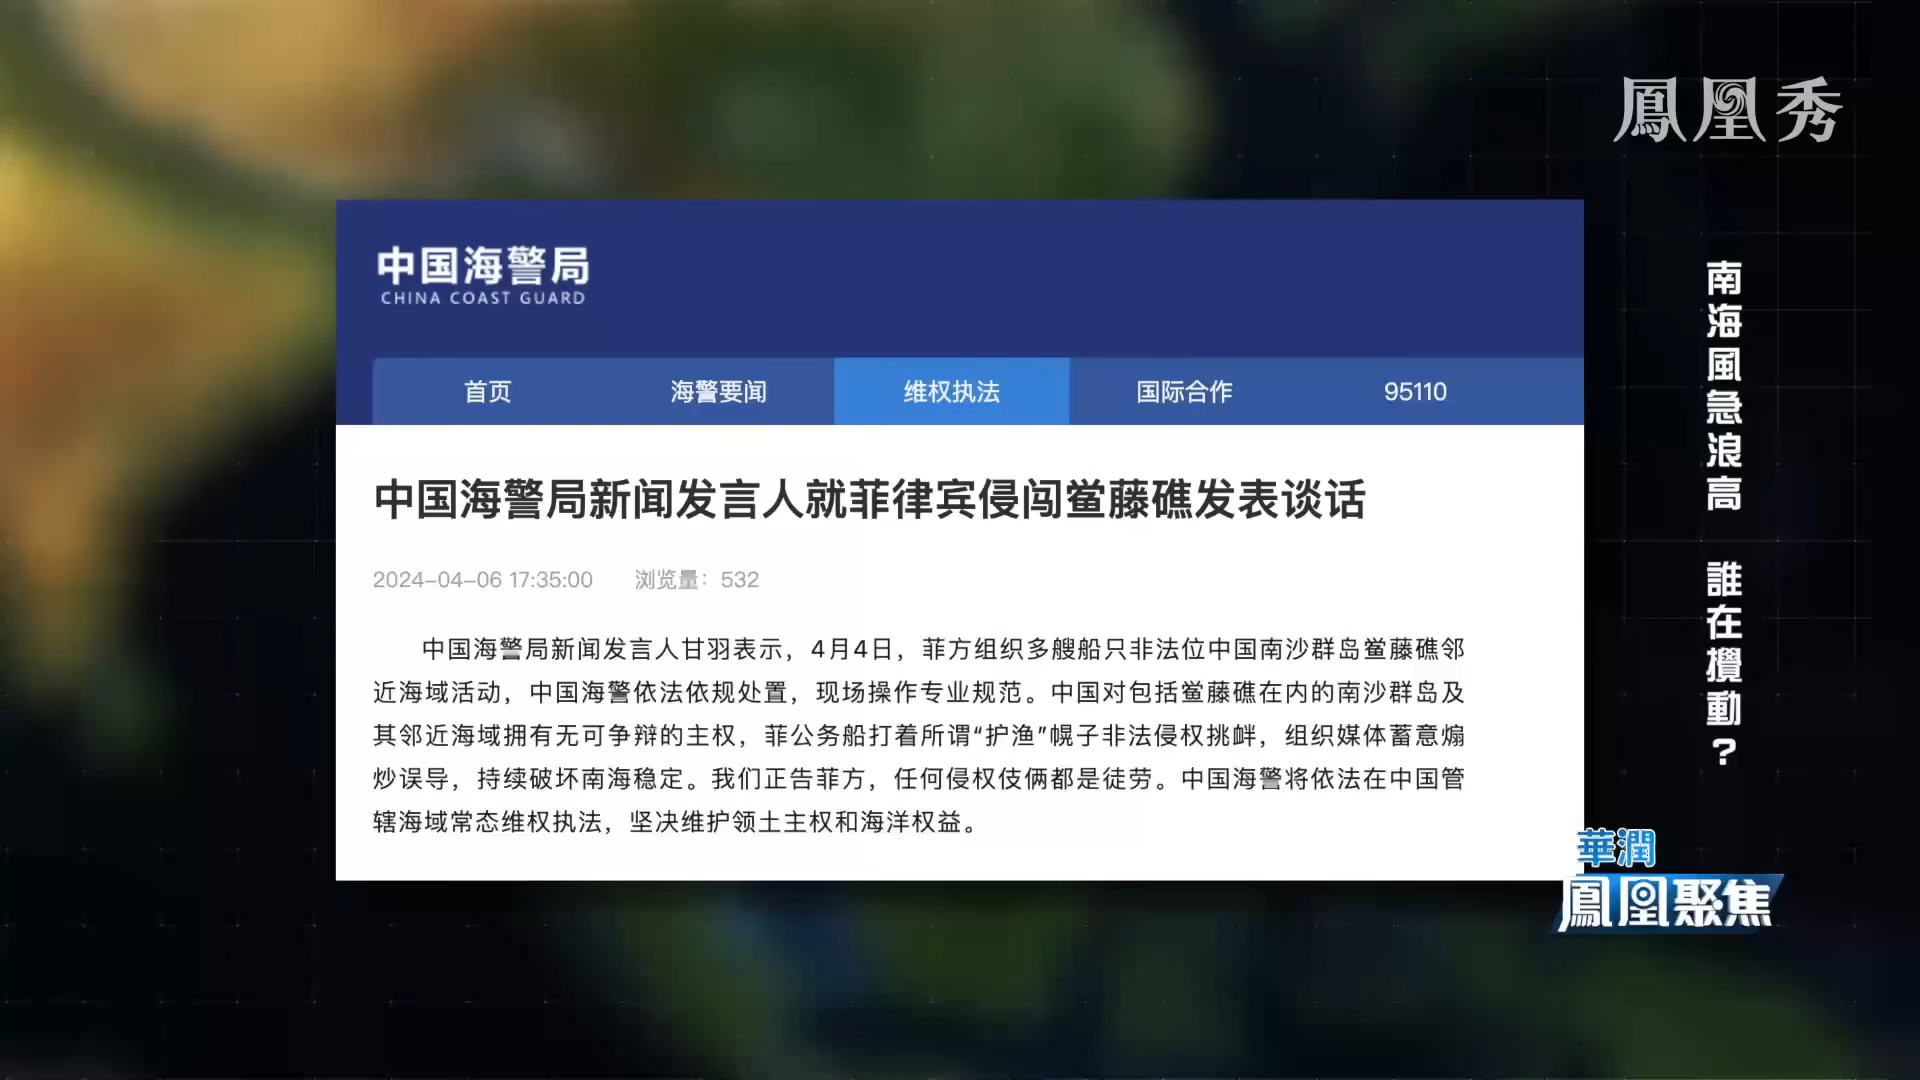 鳳凰秀
中国海警局
CHINA COAST GUARD
首页
海警要闻
维权执法
国际合作
95110
中国海警局新闻发言人就菲律宾侵闯鲎藤礁发表谈话
2024-04-06 17:35:00 浏览量：532
中国海警局新闻发言人甘羽表示，4月4日，菲方组织多艘船只非法位中国南沙群岛鲎藤礁邻
近海域活动，中国海警依法依规处置，现场操作专业规范。中国对包括鲎藤礁在内的南沙群岛及
其邻近海域拥有无可争辩的主权，菲公务船打着所谓“护渔”幌子非法侵权挑衅，组织媒体蓄意煽
炒误导，持续破坏南海稳定。我们正告菲方，任何侵权伎俩都是徒劳。中国海警将依法在中国管
辖海域常态维权执法，坚决维护领土主权和海洋权益。
南海風急浪高 誰在攪動？
華潤
鳳凰聚焦